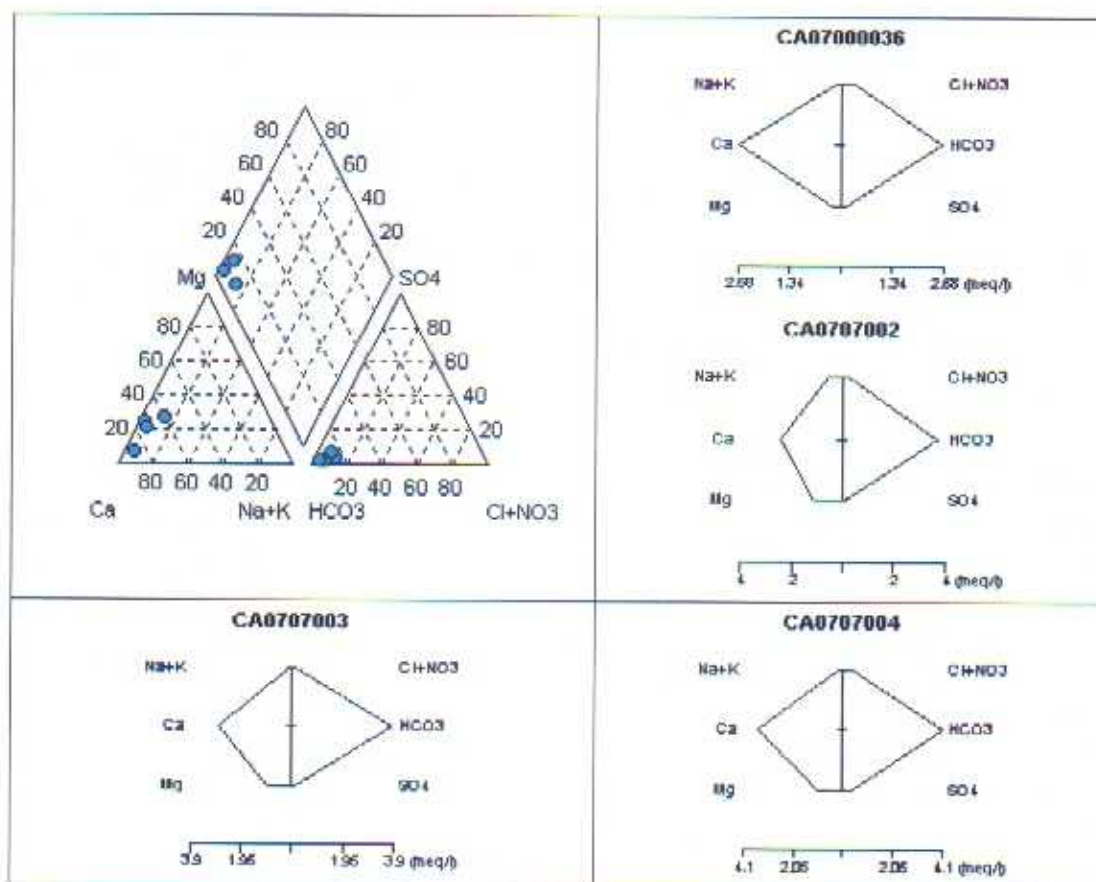 80 80
60 60
40 40
20 20
Mg SO4
80 80
60 60
40 40
20 20
80 60 40 20 20 40 60 80
Ca Na+K HCO3 Cl+NO3
CA07000036
Na+K Cl+NO3
Ca HCO3
Mg SO4
2.68 1.34 1.34 2.68 (meq/l)
CA0707002
Na+K Cl+NO3
Ca HCO3
Mg SO4
4 2 2 4 (meq/l)
CA0707003
Na+K Cl+NO3
Ca HCO3
Mg SO4
3.9 1.95 1.95 3.9 (meq/l)
CA0707004
Na+K Cl+NO3
Ca HCO3
Mg SO4
4.1 2.05 2.05 4.1 (meq/l)